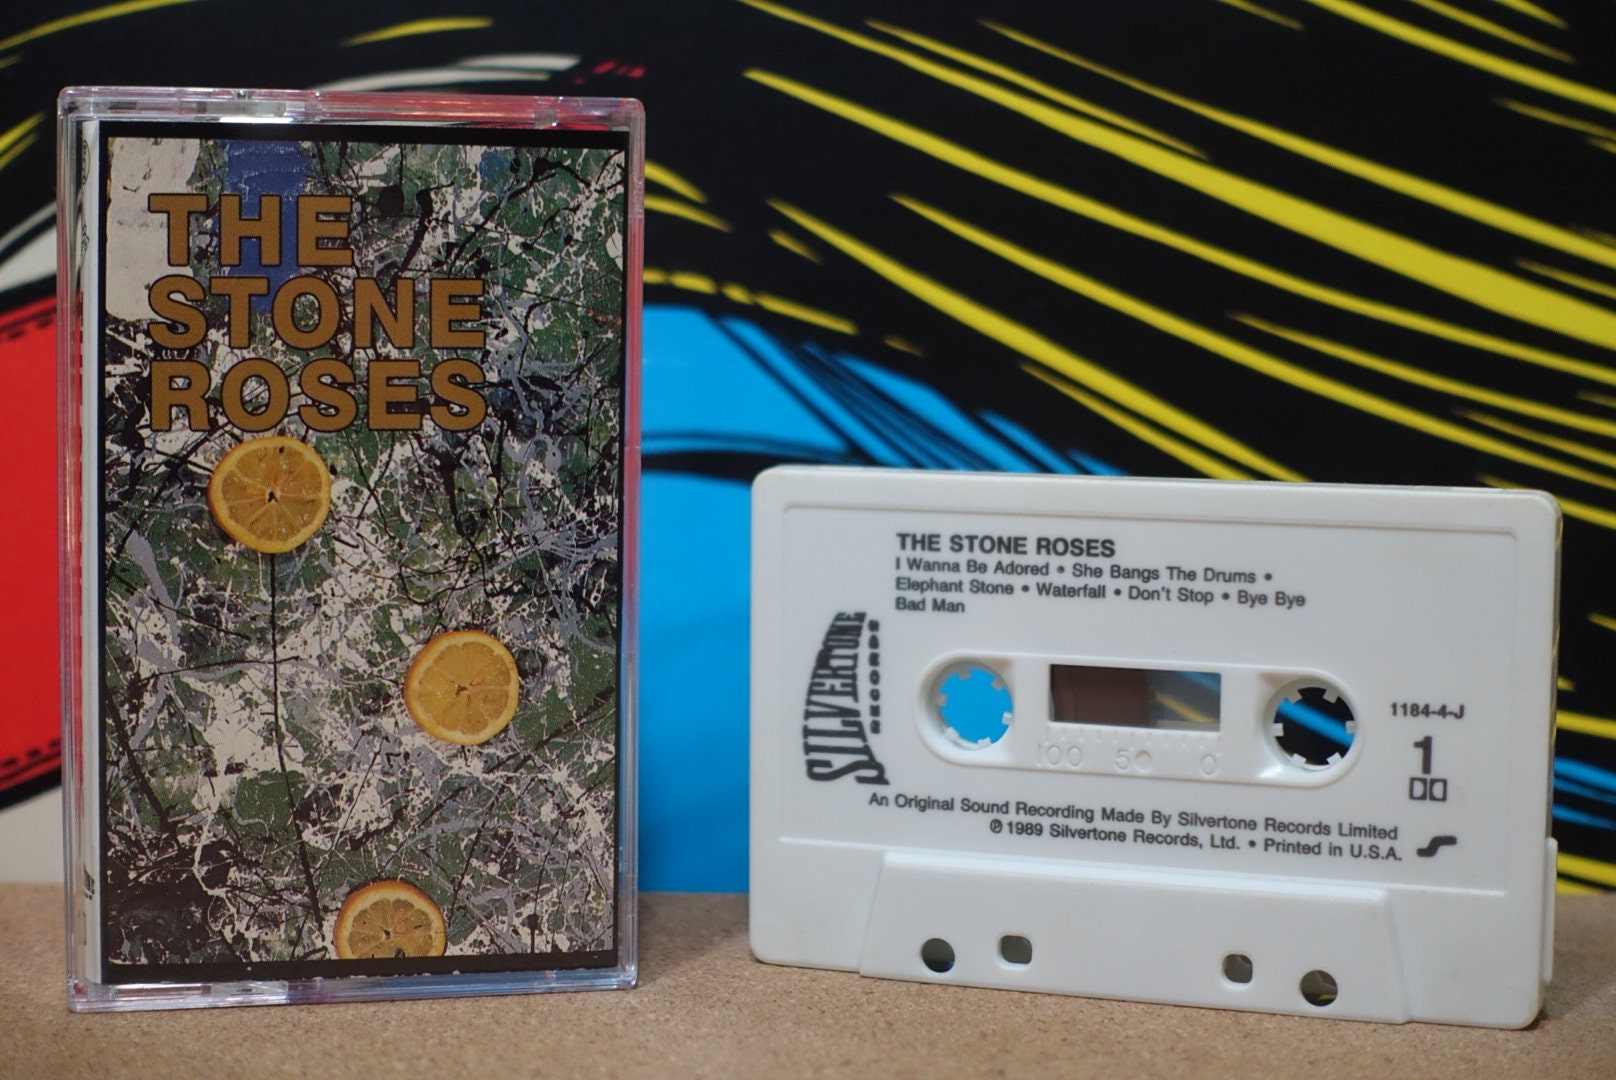 THE
STONE
ROSES
THE STONE ROSES
I Wanna Be Adored • She Bangs The Drums •
Elephant Stone • Waterfall • Don't Stop • Bye Bye
Bad Man
SILVERTONE
RECORDS
100 50 0
1184-4-J
1
An Original Sound Recording Made By Silvertone Records Limited
℗ 1989 Silvertone Records, Ltd. • Printed in U.S.A.